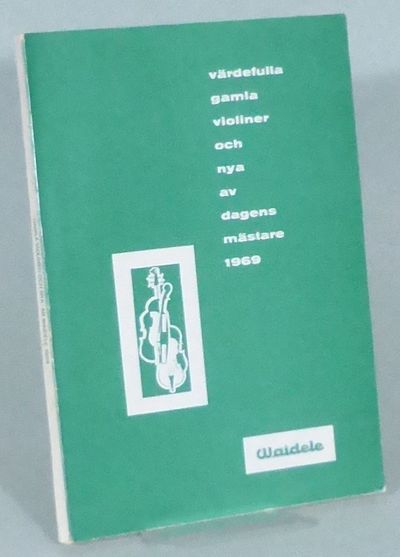 värdefulla
gamla
violiner
och
nya
av
dagens
mästare
1969
Waidele